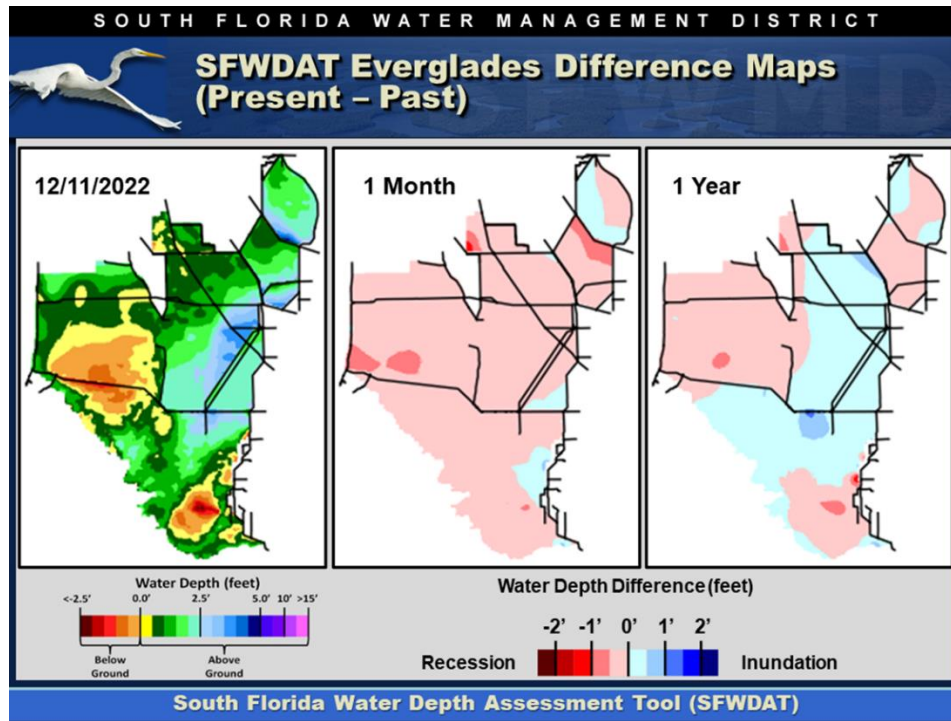 SOUTH FLORIDA WATER MANAGEMENT DISTRICT
SFWDAT Everglades Difference Maps
(Present – Past)
SFWMD
12/11/2022
1 Month
1 Year
Water Depth (feet)
<-2.5' 0.0' 2.5' 5.0' 10' >15'
Below Ground
Above Ground
Water Depth Difference(feet)
-2' -1' 0' 1' 2'
Recession
Inundation
South Florida Water Depth Assessment Tool (SFWDAT)